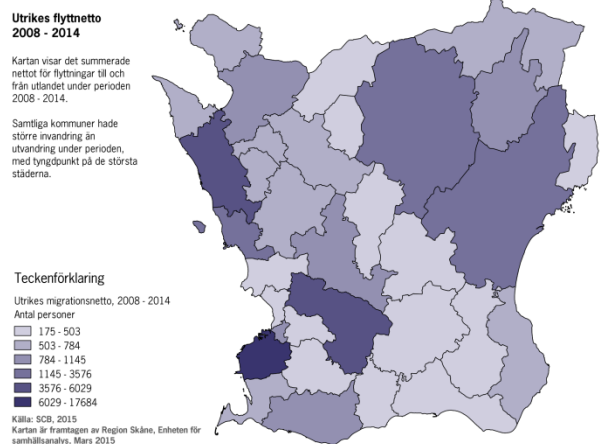 Utrikes flyttnetto
2008 - 2014
Kartan visar det summerade
nettot för flyttningar till och
från utlandet under perioden
2008 - 2014.
Samtliga kommuner hade
större invandring än
utvandring under perioden,
med tyngdpunkt på de största
städerna.
Teckenförklaring
Utrikes migrationsnetto, 2008 - 2014
Antal personer
175 - 503
503 - 784
784 - 1145
1145 - 3576
3576 - 6029
6029 - 17684
Källa: SCB, 2015
Kartan är framtagen av Region Skåne, Enheten för
samhällsanalys, Mars 2015